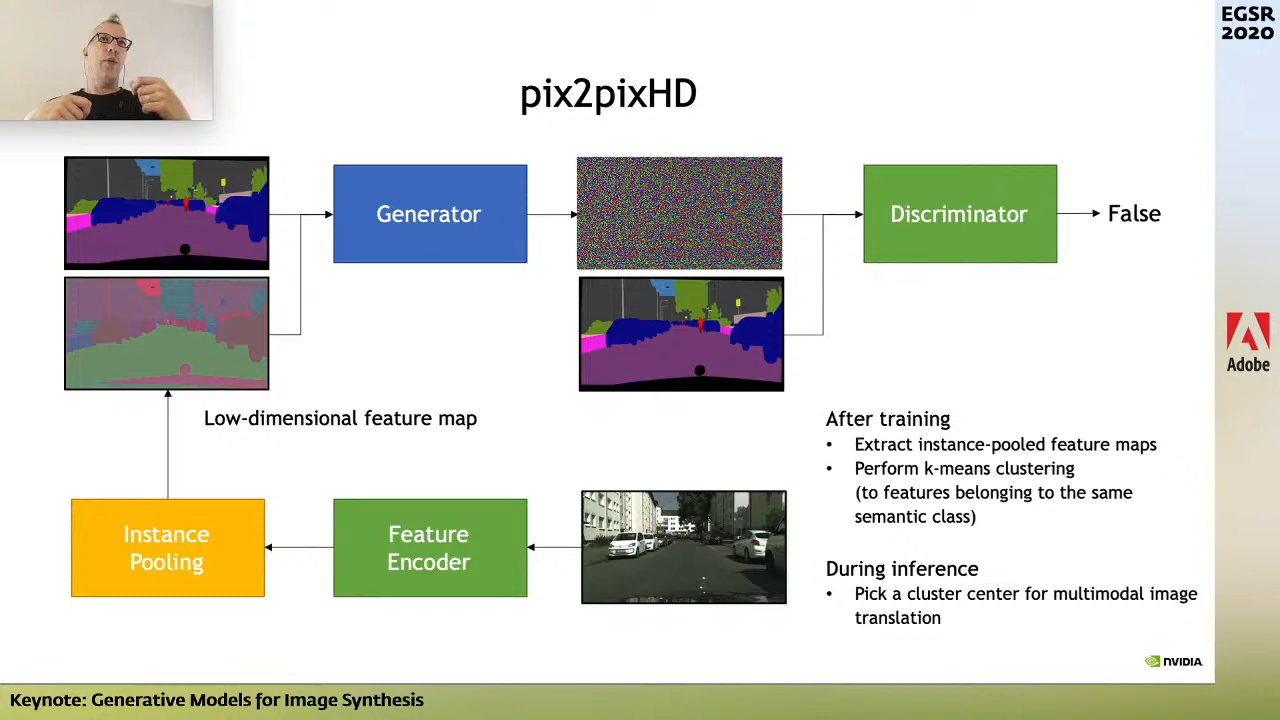 EGSR
2020
pix2pixHD
Generator
Discriminator
False
Low-dimensional feature map
Adobe
After training
• Extract instance-pooled feature maps
• Perform k-means clustering
(to features belonging to the same
semantic class)
Instance
Pooling
Feature
Encoder
During inference
• Pick a cluster center for multimodal image
translation
NVIDIA.
Keynote: Generative Models for Image Synthesis